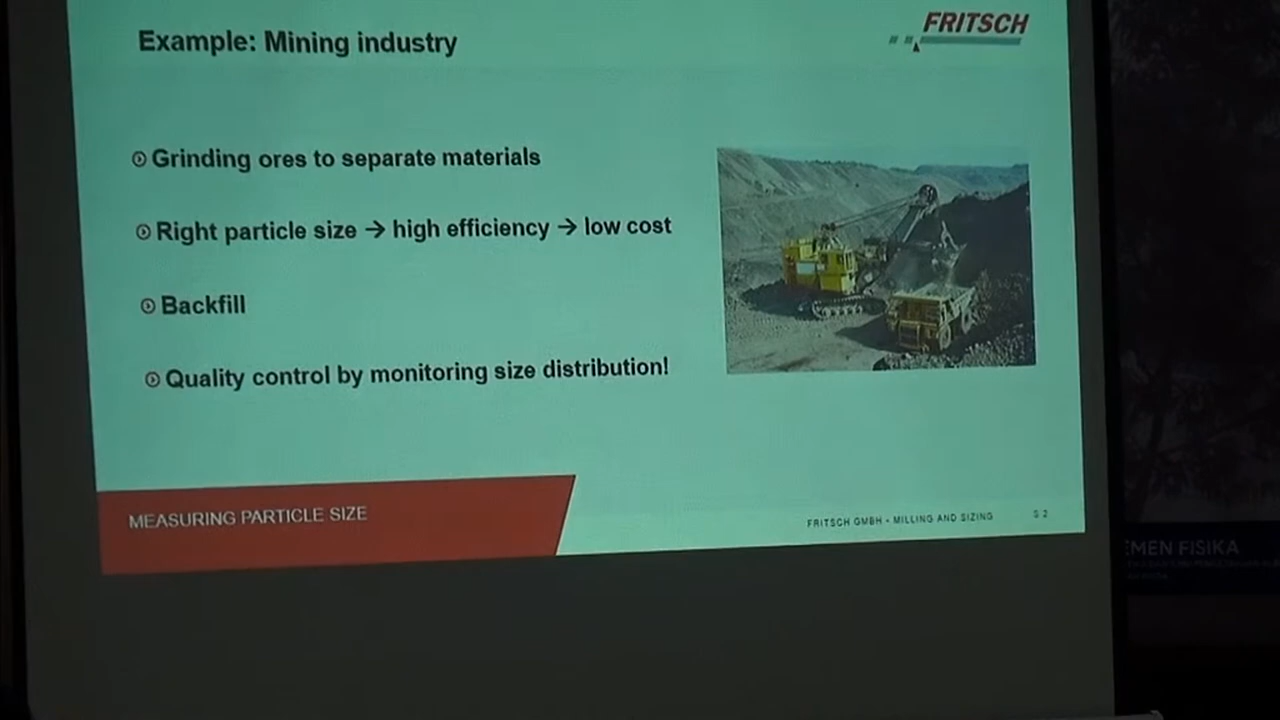 Example: Mining industry
FRITSCH
Grinding ores to separate materials
Right particle size → high efficiency → low cost
Backfill
Quality control by monitoring size distribution!
MEASURING PARTICLE SIZE
FRITSCH GMBH - MILLING AND SIZING
S 2
EMEN FISIKA